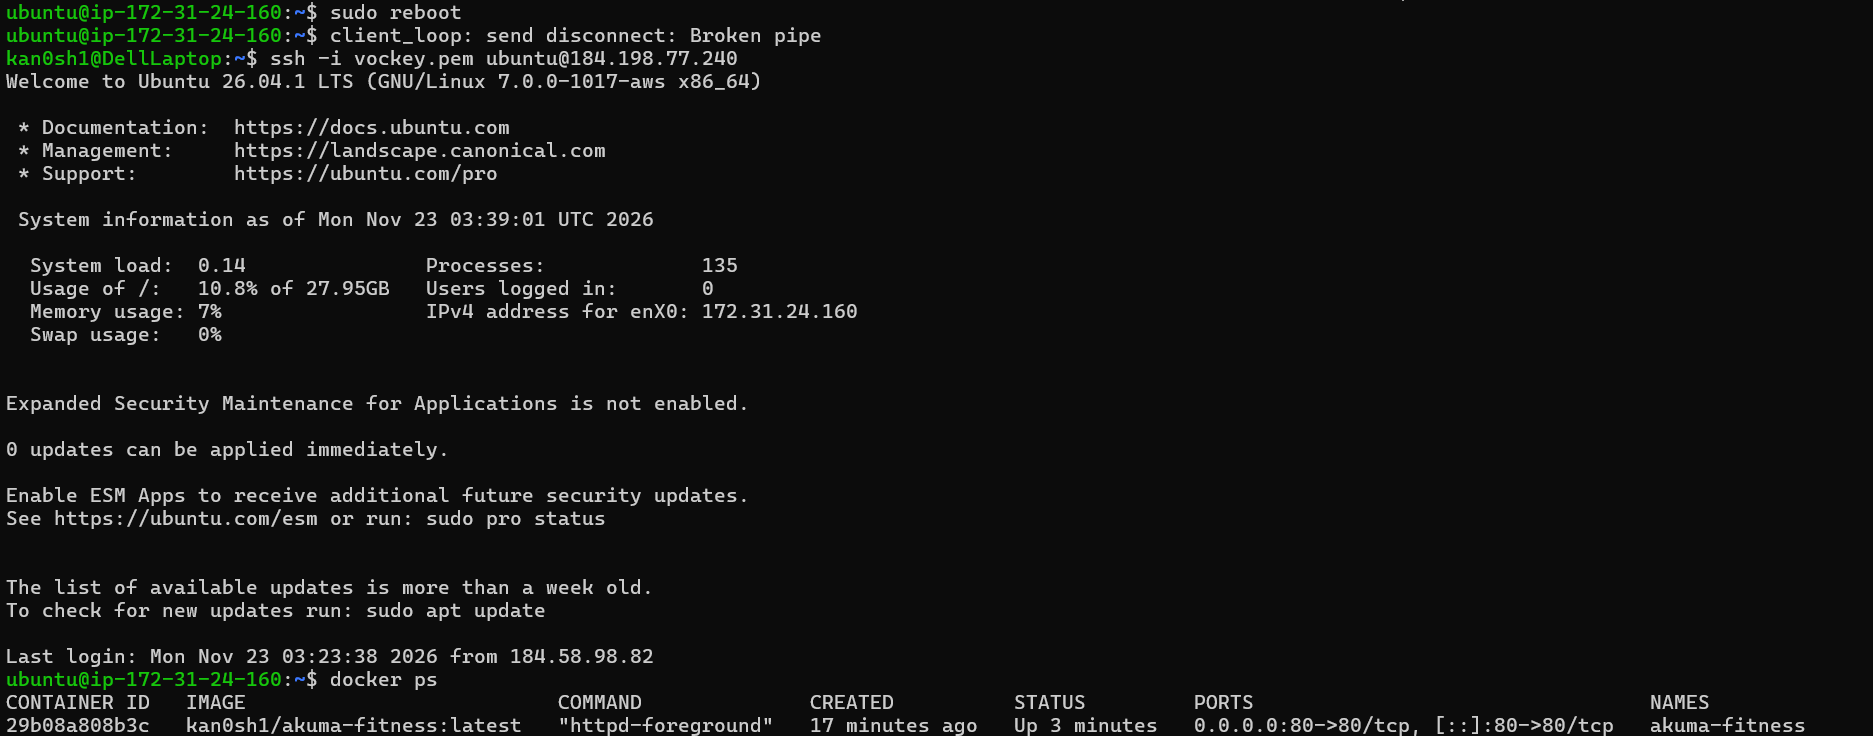 ubuntu@ip-172-31-24-160:~$ sudo reboot
ubuntu@ip-172-31-24-160:~$ client_loop: send disconnect: Broken pipe
kan0sh1@DellLaptop:~$ ssh -i vockey.pem ubuntu@184.198.77.240
Welcome to Ubuntu 26.04.1 LTS (GNU/Linux 7.0.0-1017-aws x86_64)

 * Documentation:  https://docs.ubuntu.com
 * Management:     https://landscape.canonical.com
 * Support:        https://ubuntu.com/pro

 System information as of Mon Nov 23 03:39:01 UTC 2026

  System load:  0.14               Processes:             135
  Usage of /:   10.8% of 27.95GB   Users logged in:       0
  Memory usage: 7%                 IPv4 address for enX0: 172.31.24.160
  Swap usage:   0%

Expanded Security Maintenance for Applications is not enabled.

0 updates can be applied immediately.

Enable ESM Apps to receive additional future security updates.
See https://ubuntu.com/esm or run: sudo pro status

The list of available updates is more than a week old.
To check for new updates run: sudo apt update

Last login: Mon Nov 23 03:23:38 2026 from 184.58.98.82
ubuntu@ip-172-31-24-160:~$ docker ps
CONTAINER ID   IMAGE                          COMMAND              CREATED          STATUS         PORTS                                 NAMES
29b08a808b3c   kan0sh1/akuma-fitness:latest   "httpd-foreground"   17 minutes ago   Up 3 minutes   0.0.0.0:80->80/tcp, [::]:80->80/tcp   akuma-fitness